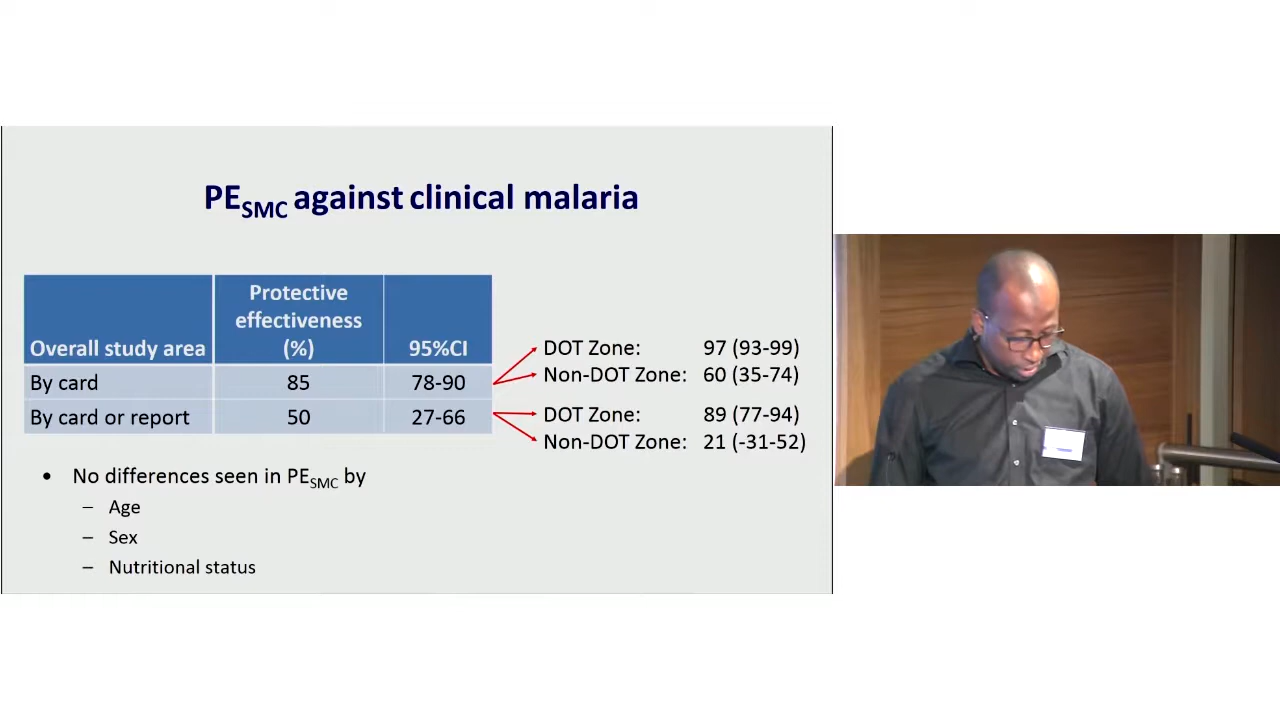 PESMC against clinical malaria
Overall study area Protective effectiveness (%) 95%CI
By card 85 78-90
By card or report 50 27-66
DOT Zone: 97 (93-99)
Non-DOT Zone: 60 (35-74)
DOT Zone: 89 (77-94)
Non-DOT Zone: 21 (-31-52)
• No differences seen in PESMC by
– Age
– Sex
– Nutritional status